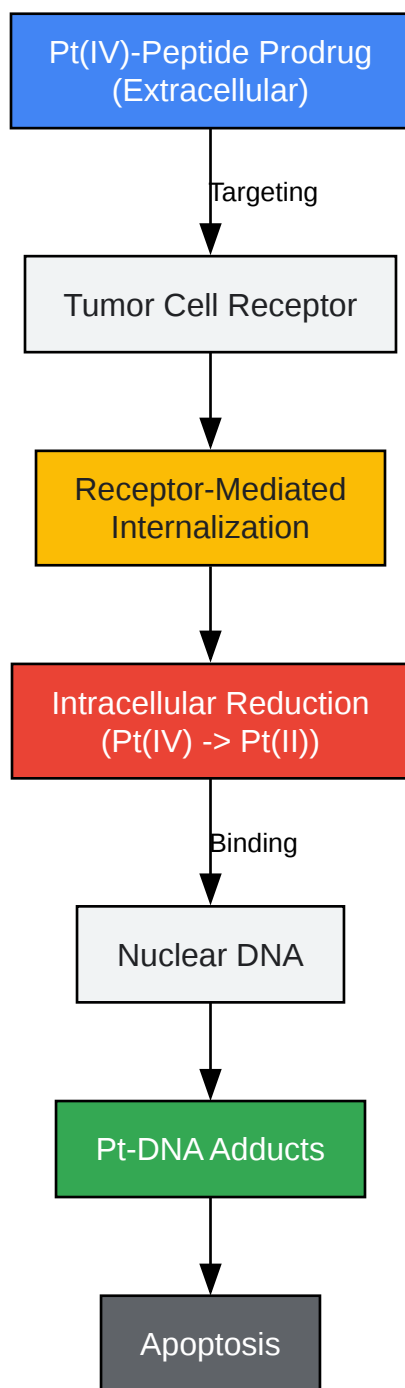 Pt(IV)-Peptide Prodrug
(Extracellular)
Targeting
Tumor Cell Receptor
Receptor-Mediated
Internalization
Intracellular Reduction
(Pt(IV) -> Pt(II))
Binding
Nuclear DNA
Pt-DNA Adducts
Apoptosis